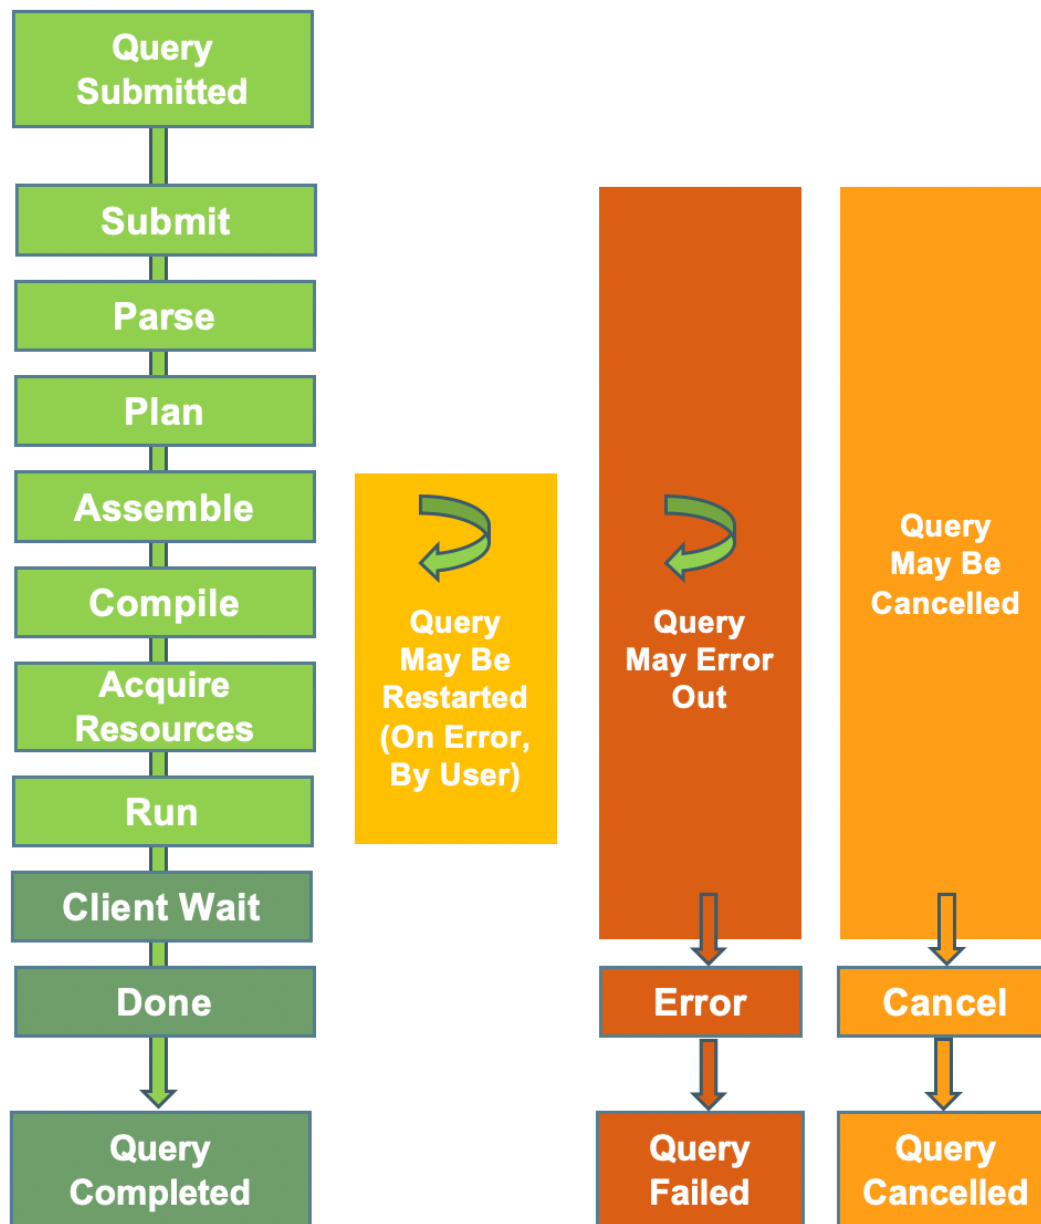 Query
Submitted
Submit
Parse
Plan
Assemble
Compile
Acquire
Resources
Run
Client Wait
Done
Query
Completed
Query
May Be
Restarted
(On Error,
By User)
Query
May Error
Out
Error
Query
Failed
Query
May Be
Cancelled
Cancel
Query
Cancelled